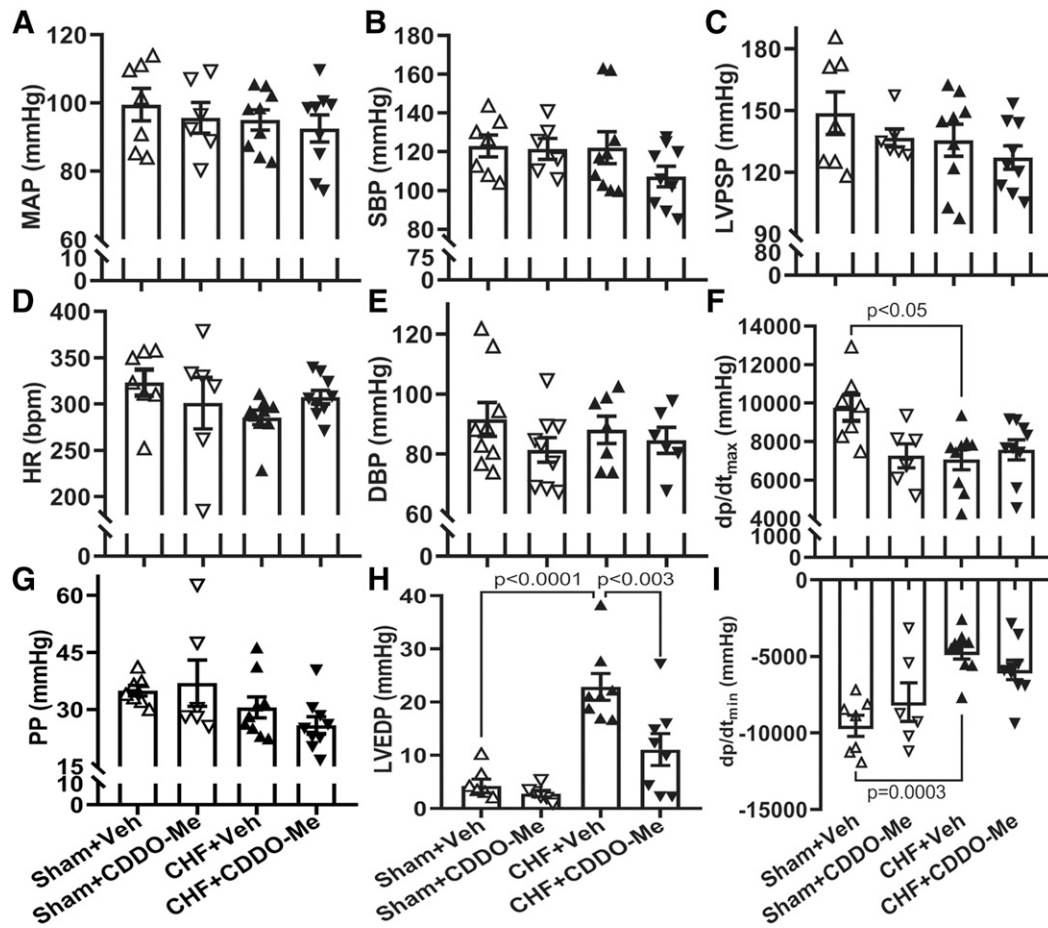 A
MAP (mmHg)
120
100
80
60
10
0
B
SBP (mmHg)
180
160
140
120
100
80
75
0
C
LVPSP (mmHg)
180
150
120
90
80
0
D
HR (bpm)
400
350
300
250
200
0
E
DBP (mmHg)
120
100
80
60
0
F
dp/dtmax (mmHg)
p<0.05
14000
12000
10000
8000
6000
4000
1000
0
G
PP (mmHg)
60
45
30
15
10
0
Sham+Veh
Sham+CDDO-Me
CHF+Veh
CHF+CDDO-Me
H
LVEDP (mmHg)
p<0.0001
p<0.003
40
30
20
10
0
Sham+Veh
Sham+CDDO-Me
CHF+Veh
CHF+CDDO-Me
I
dp/dtmin (mmHg)
0
-5000
-10000
-15000
p=0.0003
Sham+Veh
Sham+CDDO-Me
CHF+Veh
CHF+CDDO-Me